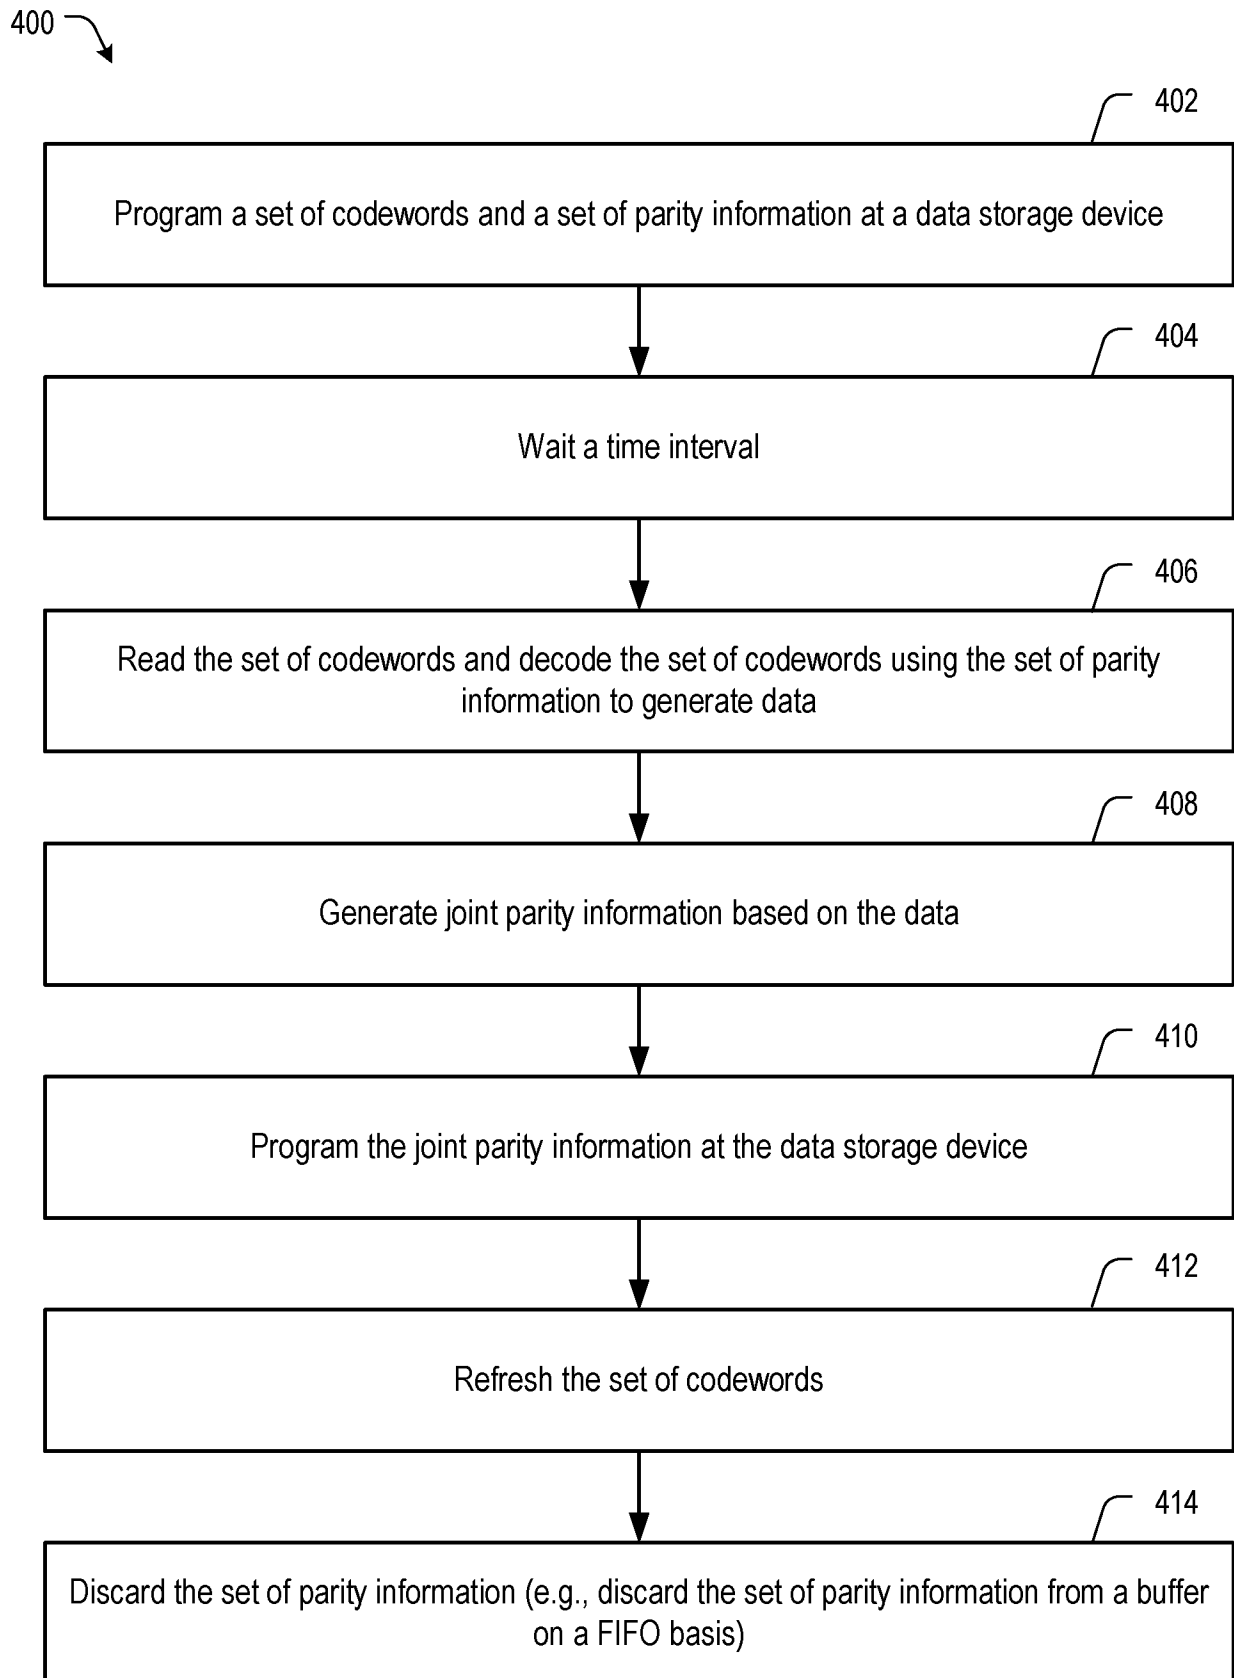 400
402
Program a set of codewords and a set of parity information at a data storage device
404
Wait a time interval
406
Read the set of codewords and decode the set of codewords using the set of parity
information to generate data
408
Generate joint parity information based on the data
410
Program the joint parity information at the data storage device
412
Refresh the set of codewords
414
Discard the set of parity information (e.g., discard the set of parity information from a buffer
on a FIFO basis)